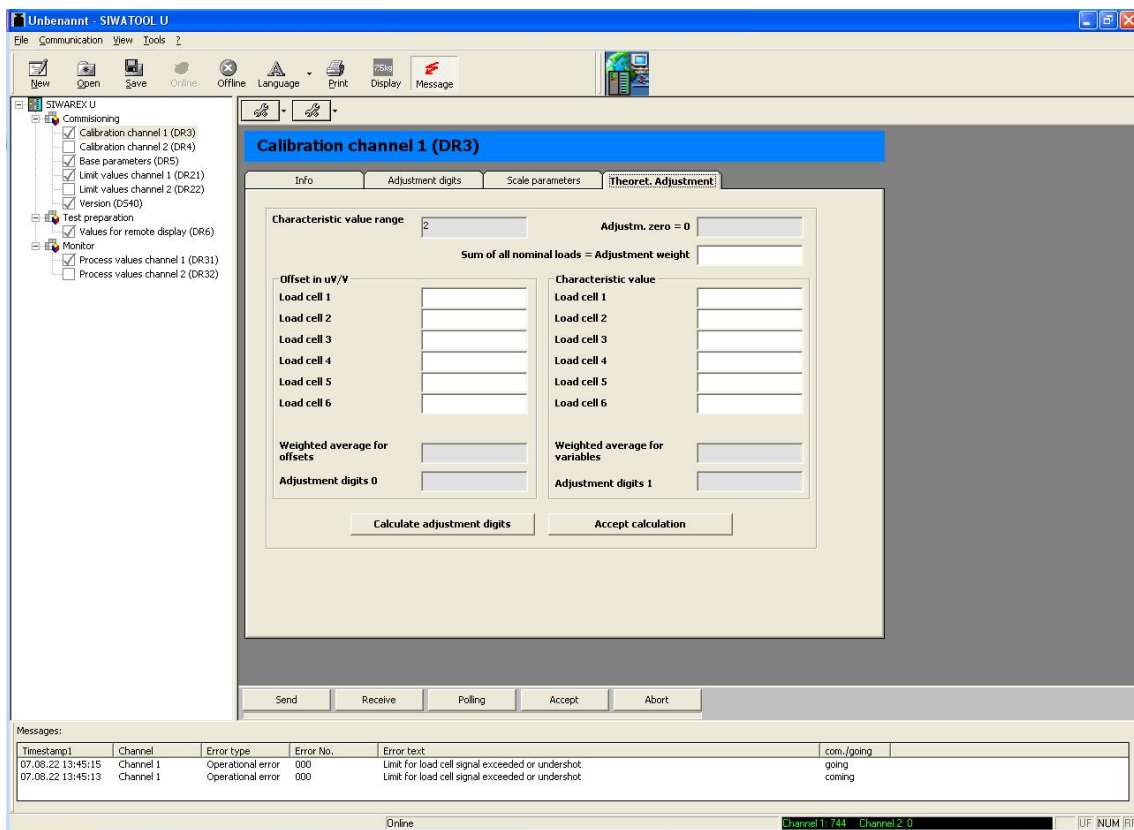 Unbenannt - SIWATOOL U
File Communication View Tools ?
New Open Save Online Offline Language Print 75kg Display Message
SIWAREX U
Commisioning
Calibration channel 1 (DR3)
Calibration channel 2 (DR4)
Base parameters (DR5)
Limit values channel 1 (DR21)
Limit values channel 2 (DR22)
Version (DS40)
Test preparation
Values for remote display (DR6)
Monitor
Process values channel 1 (DR31)
Process values channel 2 (DR32)
Calibration channel 1 (DR3)
Info Adjustment digits Scale parameters Theoret. Adjustment
Characteristic value range 2 Adjustm. zero = 0
Sum of all nominal loads = Adjustment weight
Offset in uV/V Characteristic value
Load cell 1 Load cell 1
Load cell 2 Load cell 2
Load cell 3 Load cell 3
Load cell 4 Load cell 4
Load cell 5 Load cell 5
Load cell 6 Load cell 6
Weighted average for offsets Weighted average for variables
Adjustment digits 0 Adjustment digits 1
Calculate adjustment digits Accept calculation
Send Receive Polling Accept Abort
Messages:
Timestamp1 Channel Error type Error No. Error text com./going
07.08.22 13:45:15 Channel 1 Operational error 000 Limit for load cell signal exceeded or undershot going
07.08.22 13:45:13 Channel 1 Operational error 000 Limit for load cell signal exceeded or undershot coming
Online Channel 1: 744 Channel 2: 0 UF NUM